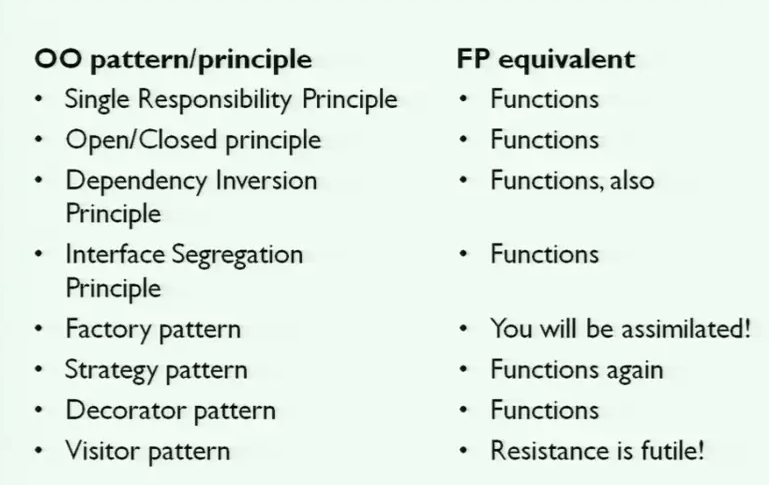 OO pattern/principle FP equivalent
• Single Responsibility Principle • Functions
• Open/Closed principle • Functions
• Dependency Inversion • Functions, also
Principle
• Interface Segregation • Functions
Principle
• Factory pattern • You will be assimilated!
• Strategy pattern • Functions again
• Decorator pattern • Functions
• Visitor pattern • Resistance is futile!